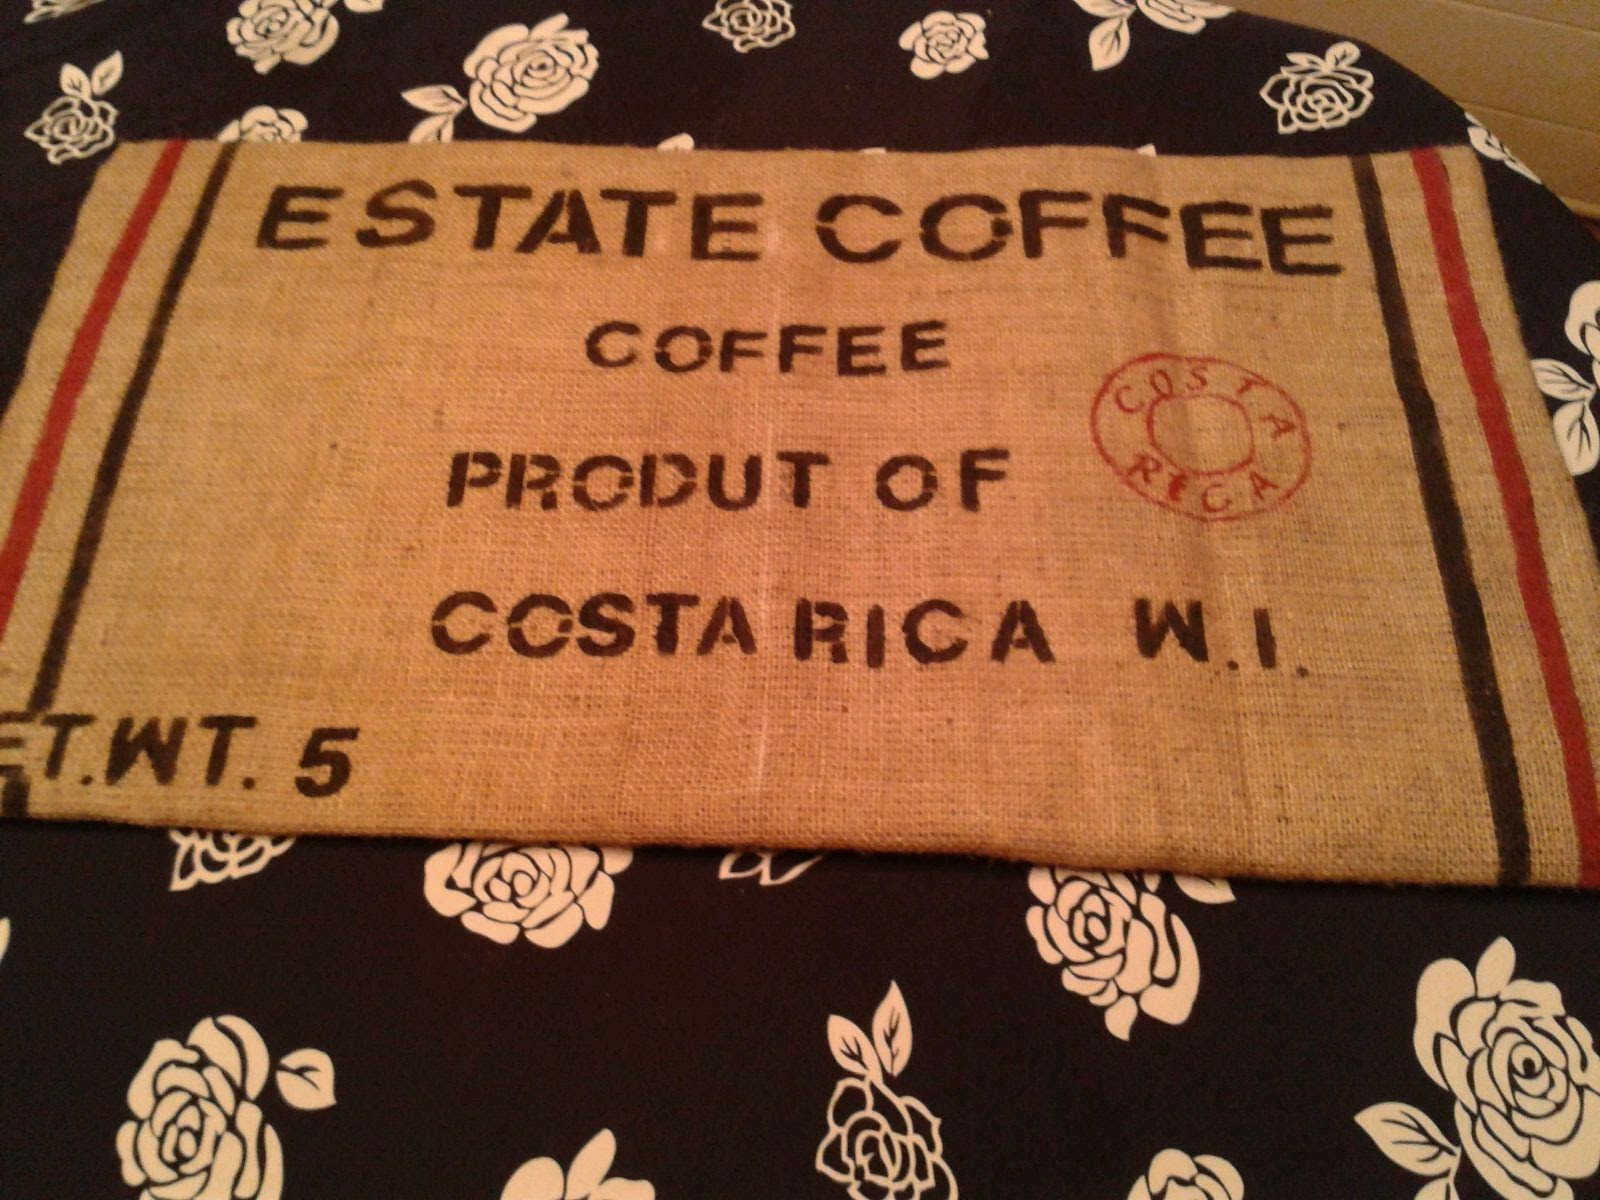 ESTATE COFFEE
COFFEE
COSTA
RICA
PRODUT OF
COSTA RICA W.I.
ET.WT. 5